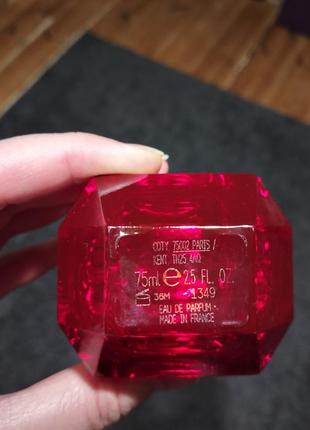 COTY 75002 PARIS /
KENT, TN25 4AQ
75ml e 2.5 FL. OZ.
36M 1349
EAU DE PARFUM -
MADE IN FRANCE